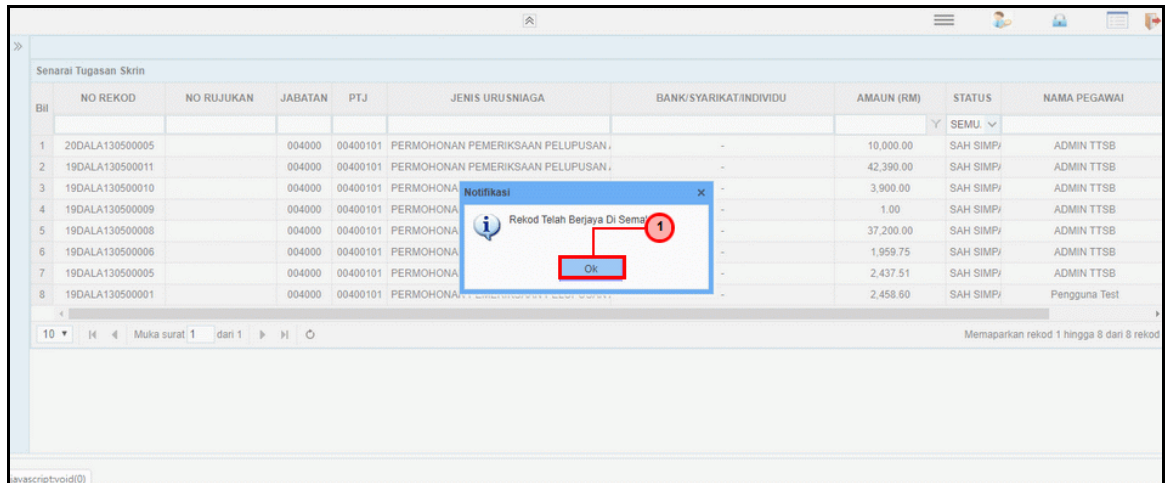 Senarai Tugasan Skrin
Bil NO REKOD NO RUJUKAN JABATAN PTJ JENIS URUSNIAGA BANK/SYARIKAT/INDIVIDU AMAUN (RM) STATUS NAMA PEGAWAI
SEMU.
1 20DALA130500005 004000 00400101 PERMOHONAN PEMERIKSAAN PELUPUSAN - 10,000.00 SAH SIMP ADMIN TTSB
2 19DALA130500011 004000 00400101 PERMOHONAN PEMERIKSAAN PELUPUSAN - 42,390.00 SAH SIMP ADMIN TTSB
3 19DALA130500010 004000 00400101 PERMOHONA - 3,900.00 SAH SIMP ADMIN TTSB
4 19DALA130500009 004000 00400101 PERMOHONA - 1.00 SAH SIMP ADMIN TTSB
5 19DALA130500008 004000 00400101 PERMOHONA - 37,200.00 SAH SIMP ADMIN TTSB
6 19DALA130500006 004000 00400101 PERMOHONA - 1,959.75 SAH SIMP ADMIN TTSB
7 19DALA130500005 004000 00400101 PERMOHONA - 2,437.51 SAH SIMP ADMIN TTSB
8 19DALA130500001 004000 00400101 PERMOHONA - 2,458.60 SAH SIMP Pengguna Test
Notifikasi x
Rekod Telah Berjaya Di Sema
1
Ok
10 Muka surat 1 dari 1 Memaparkan rekod 1 hingga 8 dari 8 rekod
avascript:void(0)